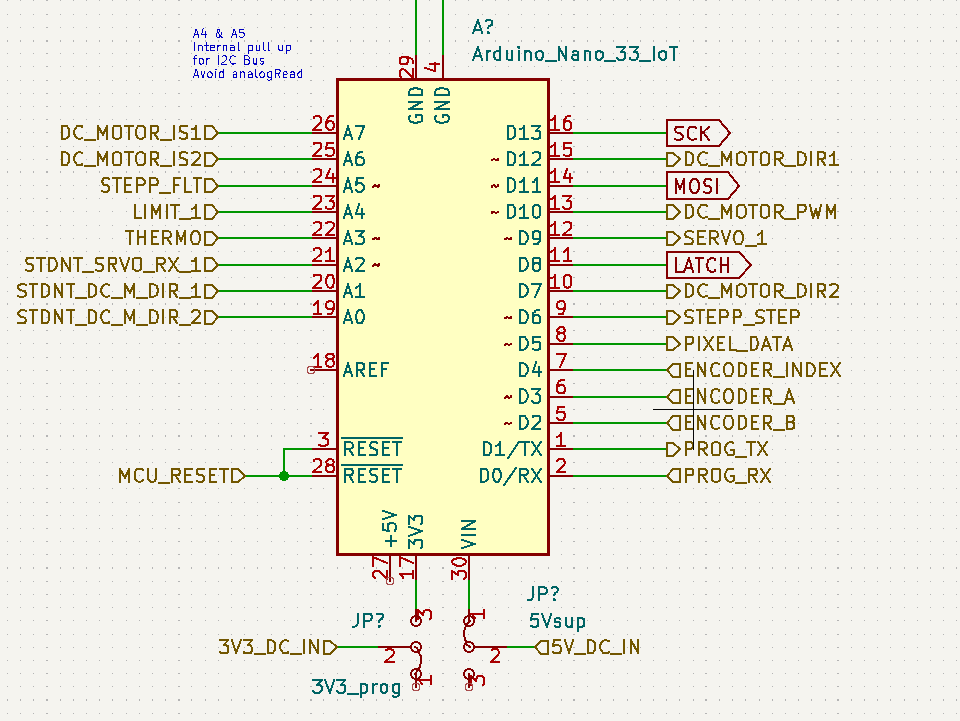 A4 & A5
Internal pull up
for I2C Bus
Avoid analogRead
A?
Arduino_Nano_33_IoT
29 4
GND GND
DC_MOTOR_IS1 26 A7 D13 16 SCK
DC_MOTOR_IS2 25 A6 ~ D12 15 DC_MOTOR_DIR1
STEPP_FLT 24 A5 ~ ~ D11 14 MOSI
LIMIT_1 23 A4 ~ D10 13 DC_MOTOR_PWM
THERMO 22 A3 ~ ~ D9 12 SERVO_1
STDNT_SRVO_RX_1 21 A2 ~ D8 11 LATCH
STDNT_DC_M_DIR_1 20 A1 D7 10 DC_MOTOR_DIR2
STDNT_DC_M_DIR_2 19 A0 ~ D6 9 STEPP_STEP
~ D5 8 PIXEL_DATA
18 AREF D4 7 ENCODER_INDEX
~ D3 6 ENCODER_A
~ D2 5 ENCODER_B
3 RESET D1/TX 1 PROG_TX
MCU_RESET 28 RESET D0/RX 2 PROG_RX
+5V 3V3 VIN
27 17 30
JP?
JP? 3 1 5Vsup
3V3_DC_IN 2 2 5V_DC_IN
3V3_prog 1 3